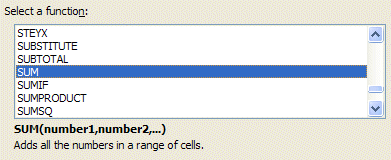 Select a function:
STEYX
SUBSTITUTE
SUBTOTAL
SUM
SUMIF
SUMPRODUCT
SUMSQ
SUM(number1,number2,...)
Adds all the numbers in a range of cells.